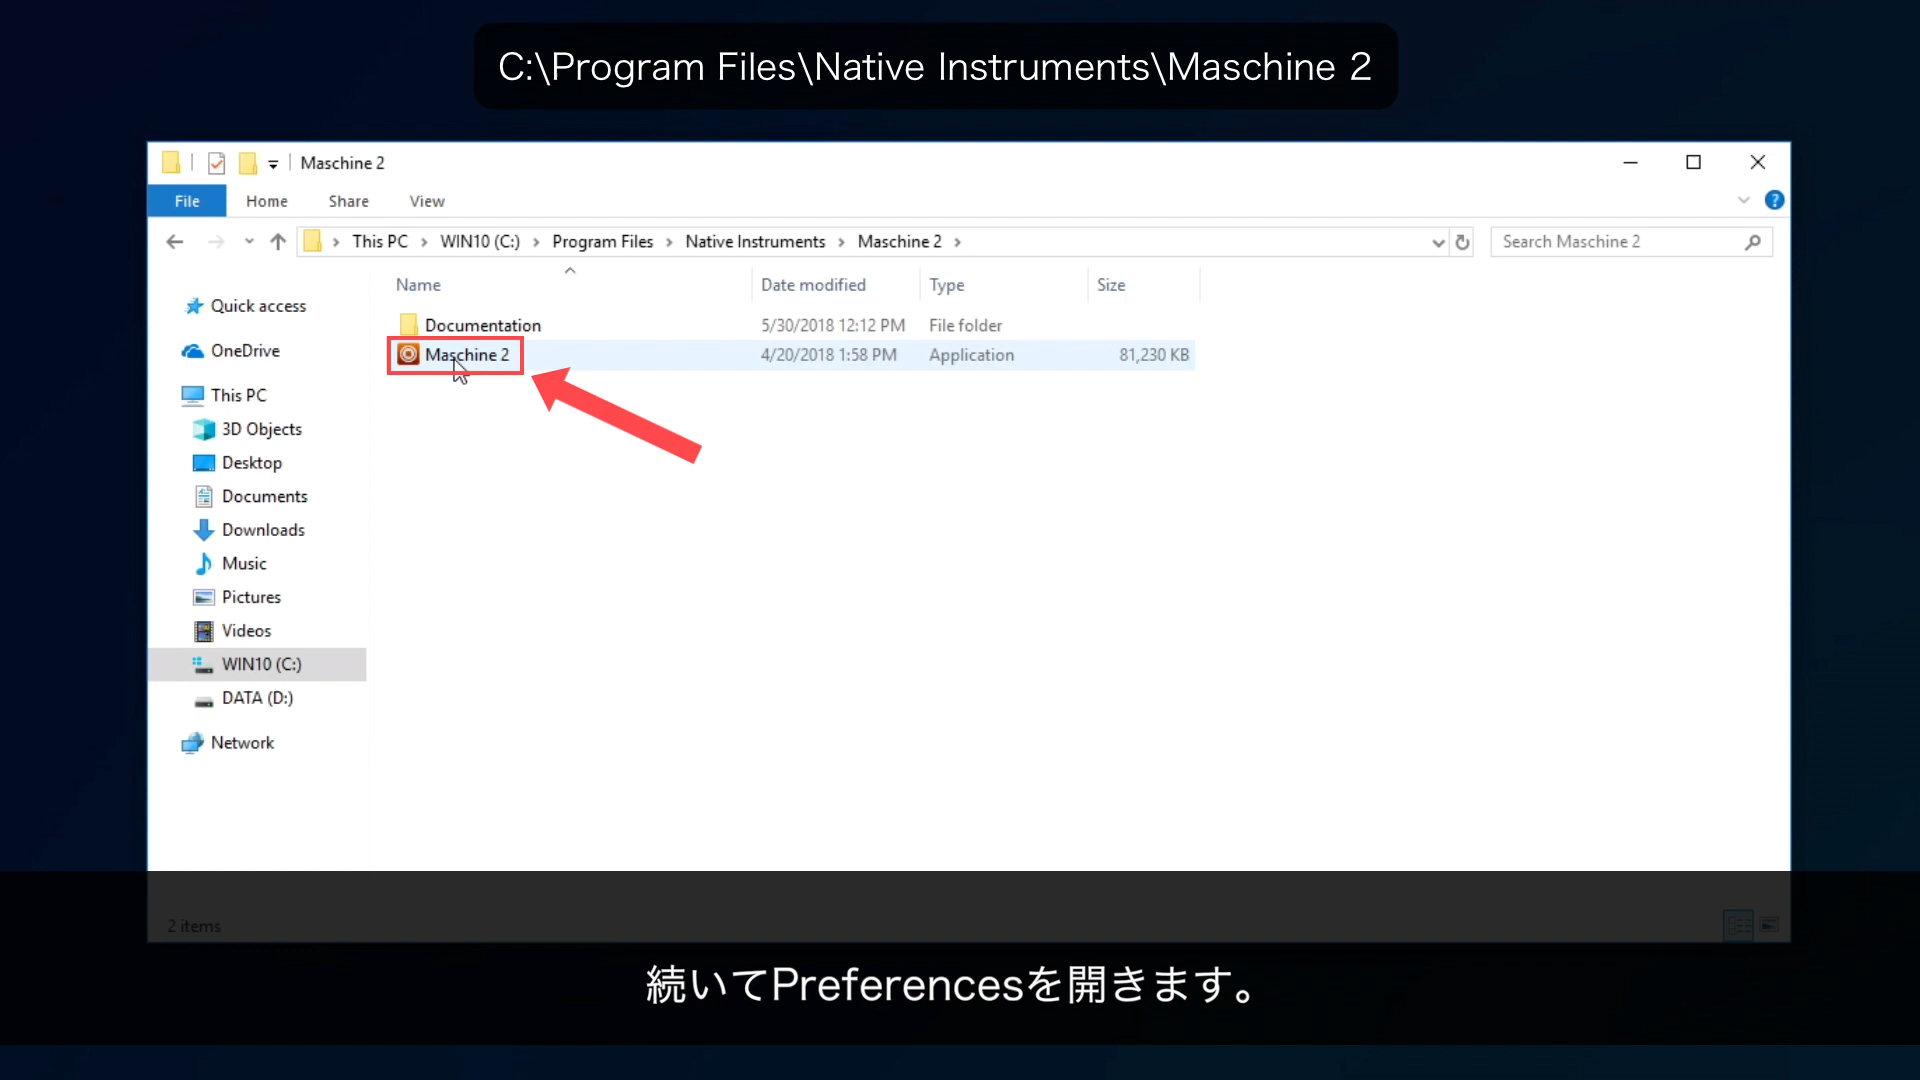 C:\Program Files\Native Instruments\Maschine 2
Maschine 2
File Home Share View
This PC WIN10 (C:) Program Files Native Instruments Maschine 2
Search Maschine 2
Name Date modified Type Size
Quick access
OneDrive
This PC
3D Objects
Desktop
Documents
Downloads
Music
Pictures
Videos
WIN10 (C:)
DATA (D:)
Network
Documentation 5/30/2018 12:12 PM File folder
Maschine 2 4/20/2018 1:58 PM Application 81,230 KB
2 items
続いてPreferencesを開きます。